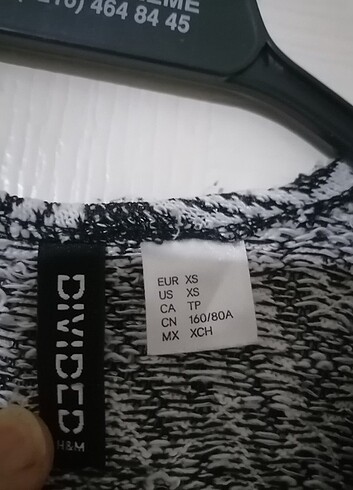 464 84 45
EUR XS
US XS
CA TP
CN 160/80A
MX XCH
DIVIDED
H&M